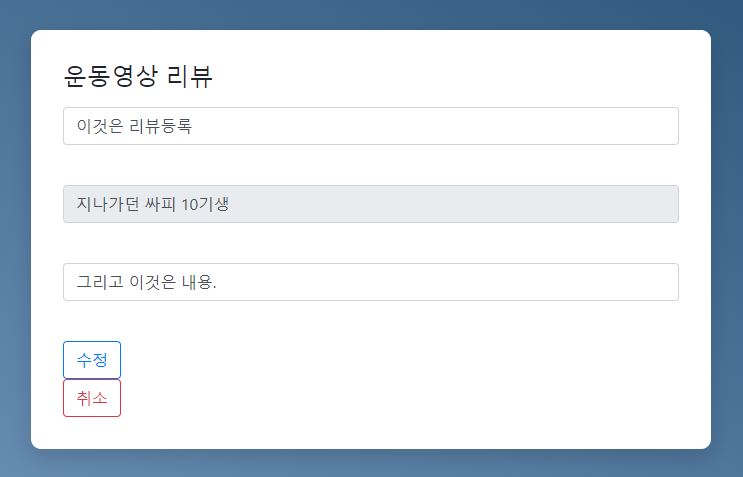 운동영상 리뷰
이것은 리뷰등록
지나가던 싸피 10기생
그리고 이것은 내용.
수정
취소